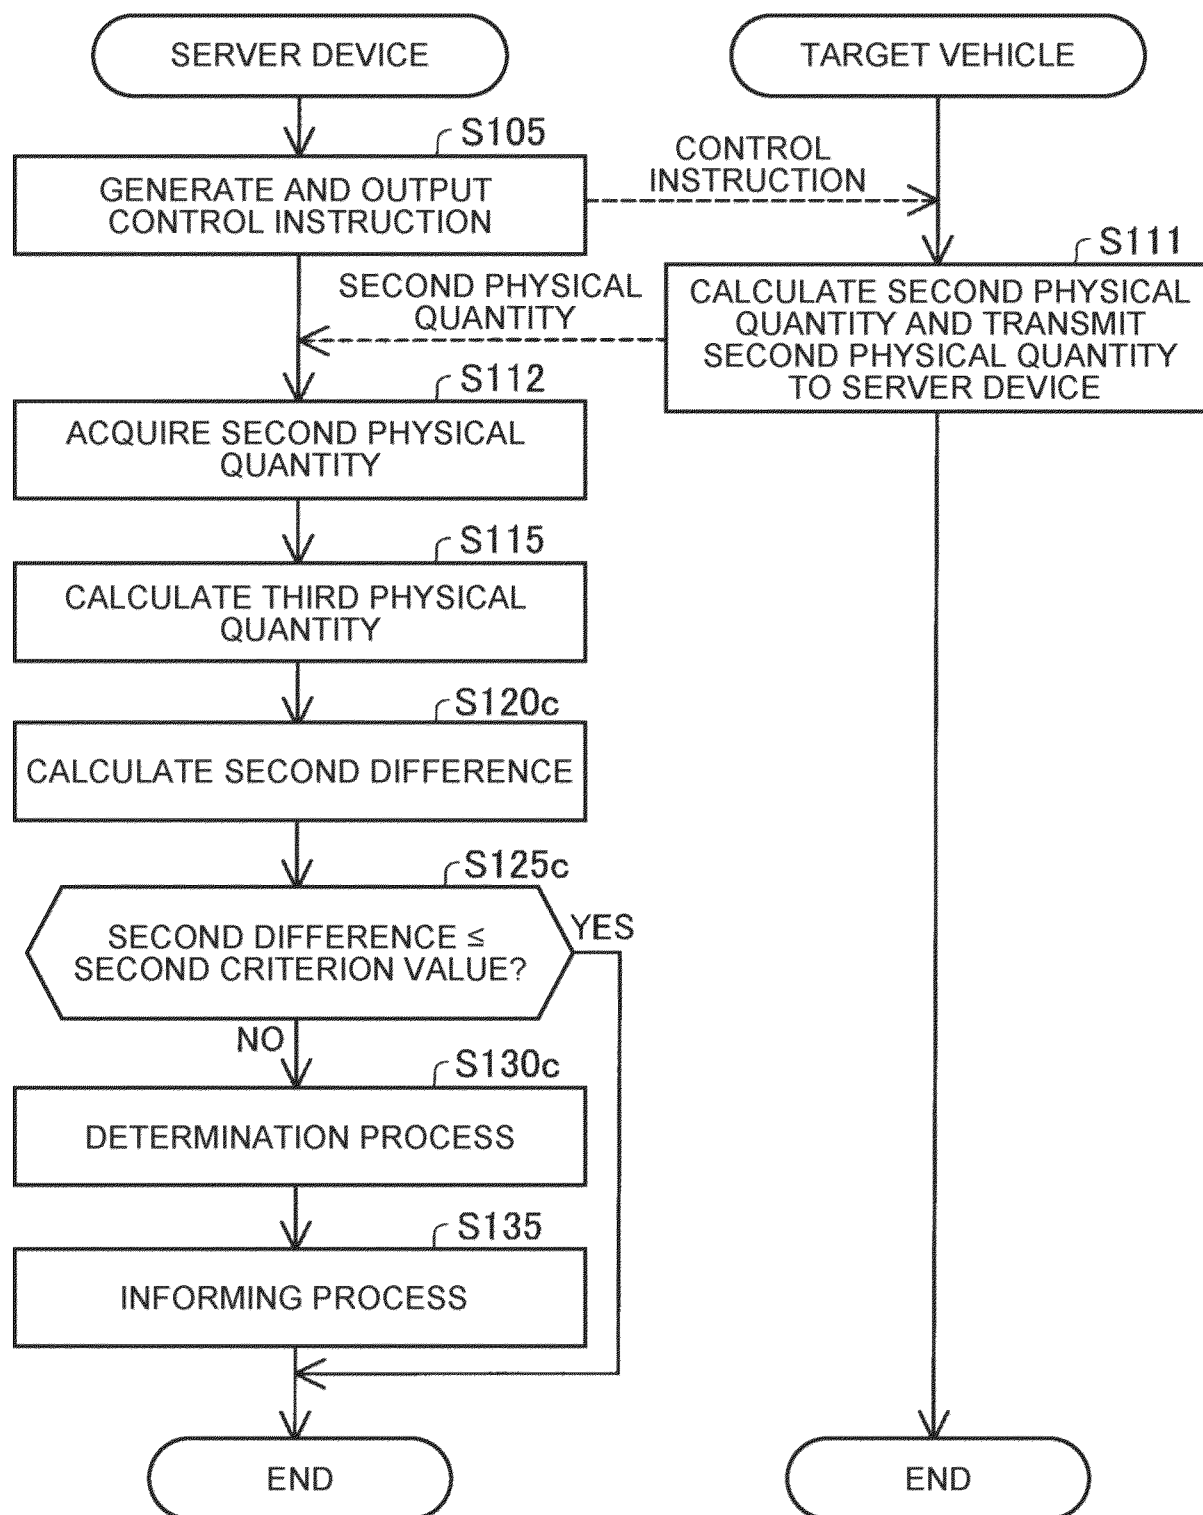 SERVER DEVICE
TARGET VEHICLE
S105
GENERATE AND OUTPUT
CONTROL INSTRUCTION
CONTROL
INSTRUCTION
S111
CALCULATE SECOND PHYSICAL
QUANTITY AND TRANSMIT
SECOND PHYSICAL QUANTITY
TO SERVER DEVICE
SECOND PHYSICAL
QUANTITY
S112
ACQUIRE SECOND PHYSICAL
QUANTITY
S115
CALCULATE THIRD PHYSICAL
QUANTITY
S120c
CALCULATE SECOND DIFFERENCE
S125c
SECOND DIFFERENCE ≤
SECOND CRITERION VALUE?
YES
NO
S130c
DETERMINATION PROCESS
S135
INFORMING PROCESS
END
END